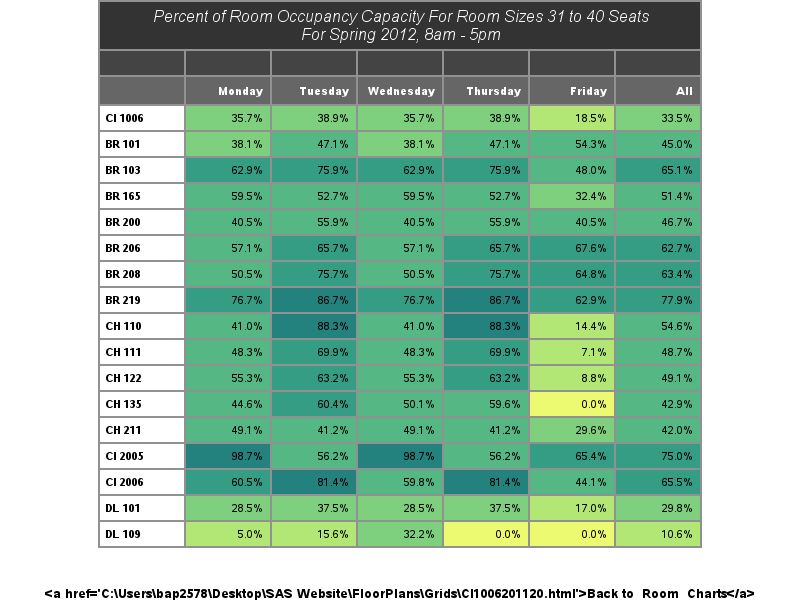 Percent of Room Occupancy Capacity For Room Sizes 31 to 40 Seats
For Spring 2012, 8am - 5pm
Monday Tuesday Wednesday Thursday Friday All
CI 1006 35.7% 38.9% 35.7% 38.9% 18.5% 33.5%
BR 101 38.1% 47.1% 38.1% 47.1% 54.3% 45.0%
BR 103 62.9% 75.9% 62.9% 75.9% 48.0% 65.1%
BR 165 59.5% 52.7% 59.5% 52.7% 32.4% 51.4%
BR 200 40.5% 55.9% 40.5% 55.9% 40.5% 46.7%
BR 206 57.1% 65.7% 57.1% 65.7% 67.6% 62.7%
BR 208 50.5% 75.7% 50.5% 75.7% 64.8% 63.4%
BR 219 76.7% 86.7% 76.7% 86.7% 62.9% 77.9%
CH 110 41.0% 88.3% 41.0% 88.3% 14.4% 54.6%
CH 111 48.3% 69.9% 48.3% 69.9% 7.1% 48.7%
CH 122 55.3% 63.2% 55.3% 63.2% 8.8% 49.1%
CH 135 44.6% 60.4% 50.1% 59.6% 0.0% 42.9%
CH 211 49.1% 41.2% 49.1% 41.2% 29.6% 42.0%
CI 2005 98.7% 56.2% 98.7% 56.2% 65.4% 75.0%
CI 2006 60.5% 81.4% 59.8% 81.4% 44.1% 65.5%
DL 101 28.5% 37.5% 28.5% 37.5% 17.0% 29.8%
DL 109 5.0% 15.6% 32.2% 0.0% 0.0% 10.6%
<a href='C:\Users\bap2578\Desktop\SAS Website\FloorPlans\Grids\CI1006201120.html'>Back to Room Charts</a>